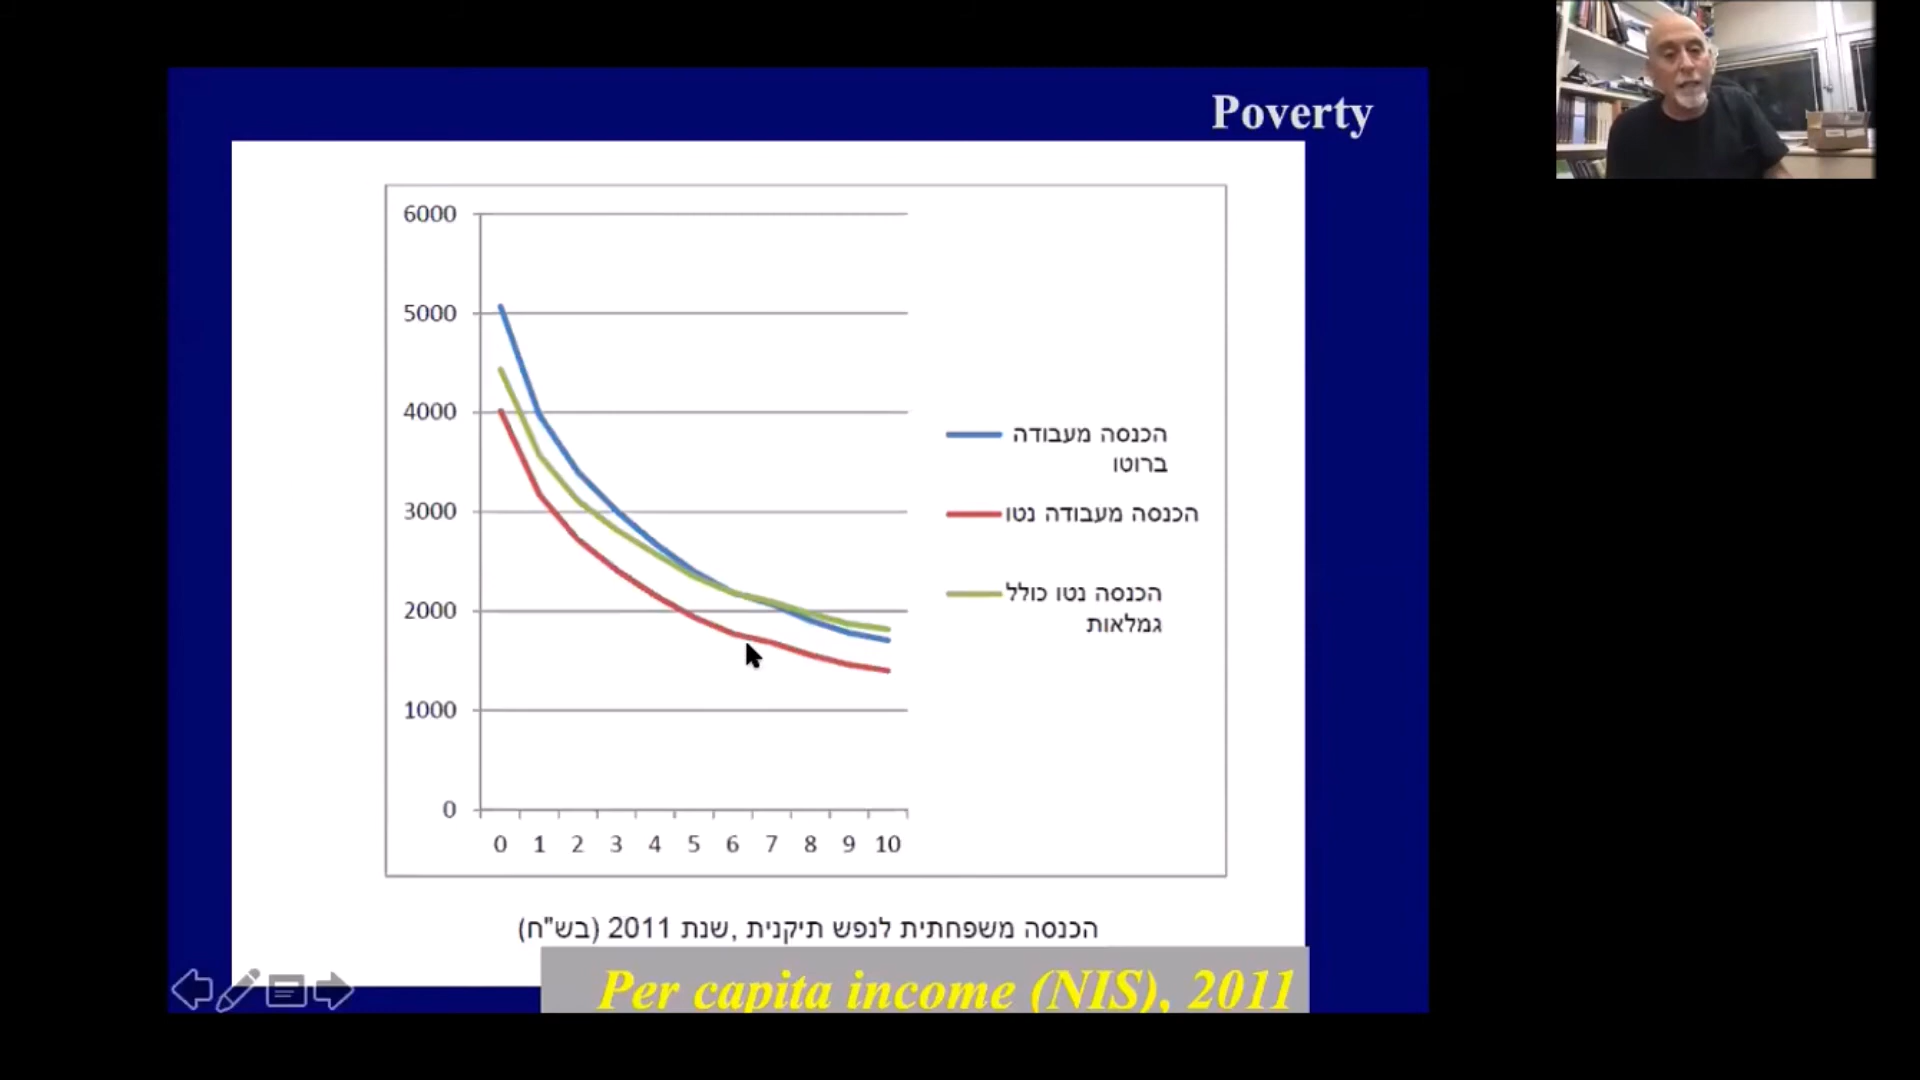 Poverty
6000
5000
4000
3000
2000
1000
0
0 1 2 3 4 5 6 7 8 9 10
הכנסה מעבודה
ברוטו
הכנסה מעבודה נטו
הכנסה נטו כולל
גמלאות
הכנסה משפחתית לנפש תיקנית ,שנת 2011 (בש"ח)
Per capita income (NIS), 2011